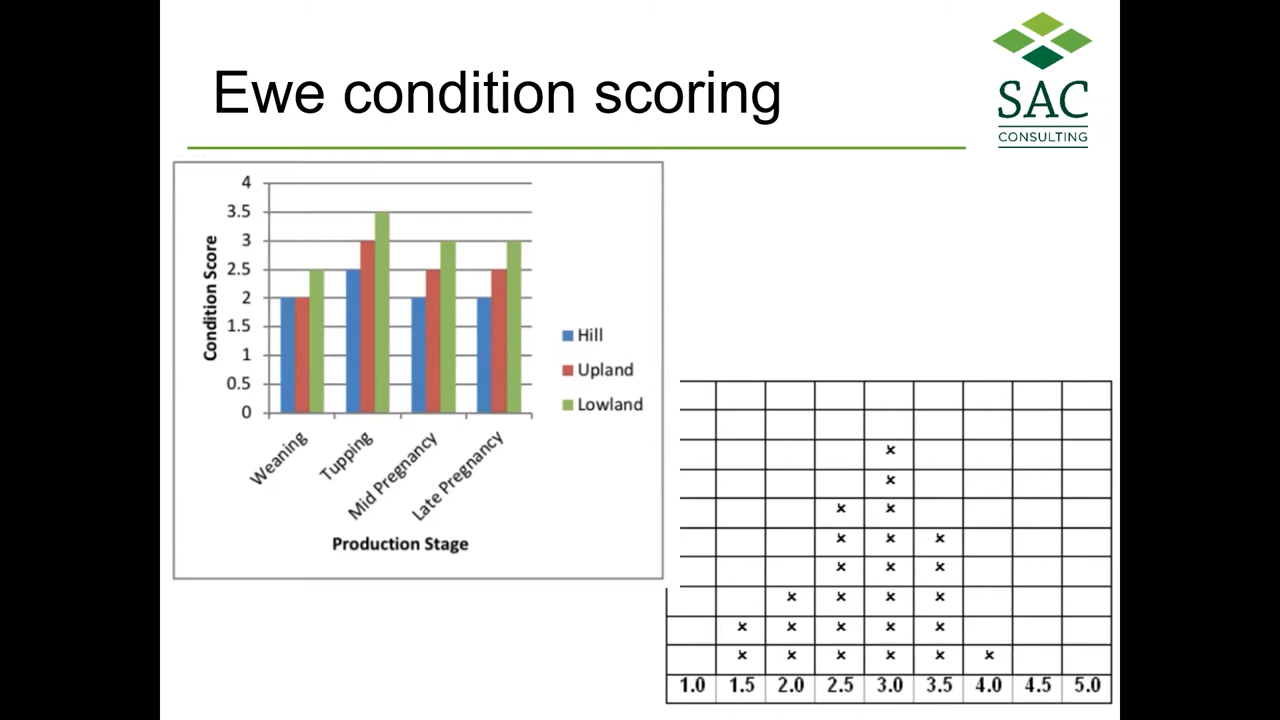 Ewe condition scoring
SAC
CONSULTING
4
3.5
3
2.5
2
1.5
1
0.5
0
Condition Score
Weaning
Tupping
Mid Pregnancy
Late Pregnancy
Production Stage
Hill
Upland
Lowland
x
x
x x
x x x
x x x
x x x x
x x x x x
x x x x x x
1.0 1.5 2.0 2.5 3.0 3.5 4.0 4.5 5.0